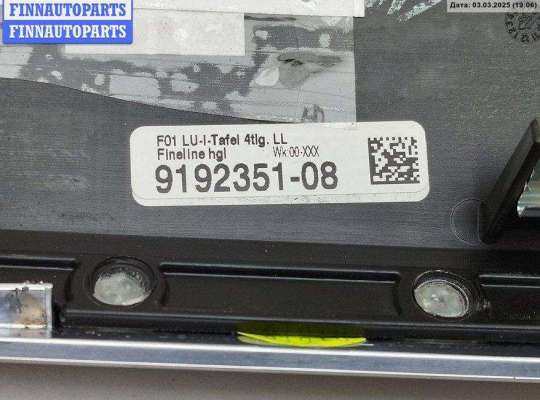 FINNAUTOPARTS
FINNAUTOPARTS
Дата: 03.03.2025 (19:06)
F01 LU-I-Tafel 4tlg. LL
Fineline hgl Wk:00-XXX
9192351-08